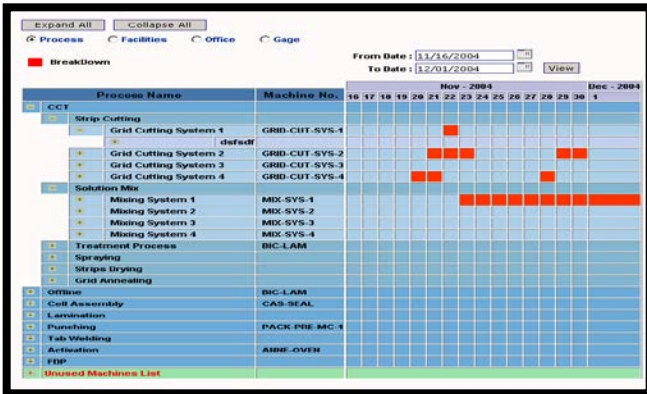 Expand All Collapse All
Process Facilities Office Gage
BreakDown
From Date : 11/16/2004
To Date : 12/01/2004 View
Nov - 2004 Dec - 2004
Process Name Machine No. 16 17 18 19 20 21 22 23 24 25 26 27 28 29 30 1
CCT
Strip Cutting
Grid Cutting System 1 GRID-CUT-SYS-1
dsfsdf
Grid Cutting System 2 GRID-CUT-SYS-2
Grid Cutting System 3 GRID-CUT-SYS-3
Grid Cutting System 4 GRID-CUT-SYS-4
Solution Mix
Mixing System 1 MIX-SYS-1
Mixing System 2 MIX-SYS-2
Mixing System 3 MIX-SYS-3
Mixing System 4 MIX-SYS-4
Treatment Process BIC-LAM
Spraying
Strips Drying
Grid Annealing
Offline BIC-LAM
Cell Assembly CAS-SEAL
Lamination
Punching PACK-PRE-MC-1
Tab Welding
Activation ANNE-OVEN
FDP
Unused Machines List